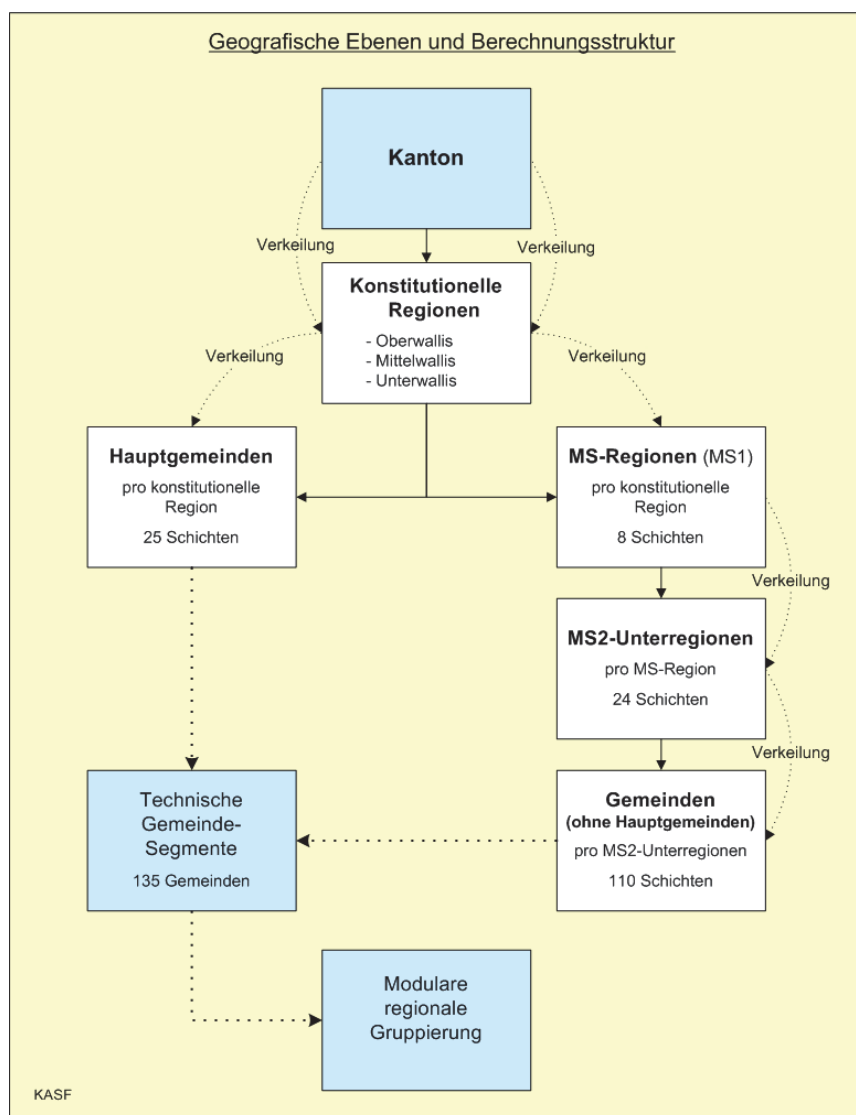 Geografische Ebenen und Berechnungsstruktur
Kanton
Verkeilung
Verkeilung
Konstitutionelle
Regionen
- Oberwallis
- Mittelwallis
- Unterwallis
Verkeilung
Verkeilung
Hauptgemeinden
pro konstitutionelle
Region
25 Schichten
MS-Regionen (MS1)
pro konstitutionelle
Region
8 Schichten
Verkeilung
MS2-Unterregionen
pro MS-Region
24 Schichten
Verkeilung
Technische
Gemeinde-
Segmente
135 Gemeinden
Gemeinden
(ohne Hauptgemeinden)
pro MS2-Unterregionen
110 Schichten
Modulare
regionale
Gruppierung
KASF